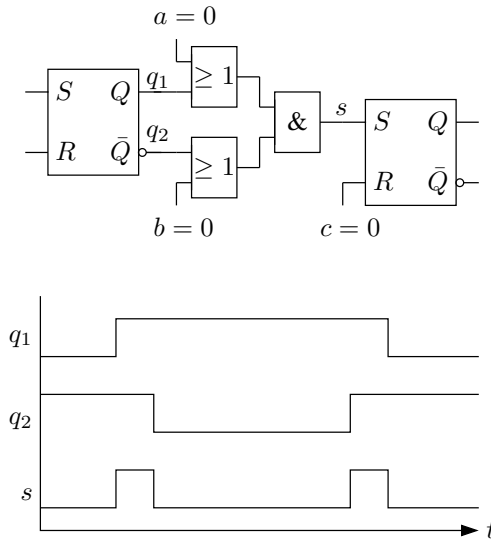 a = 0
S Q q₁ ≥ 1
R Q̄ q₂ ≥ 1
& s S Q
R Q̄
b = 0 c = 0
q₁
q₂
s
t